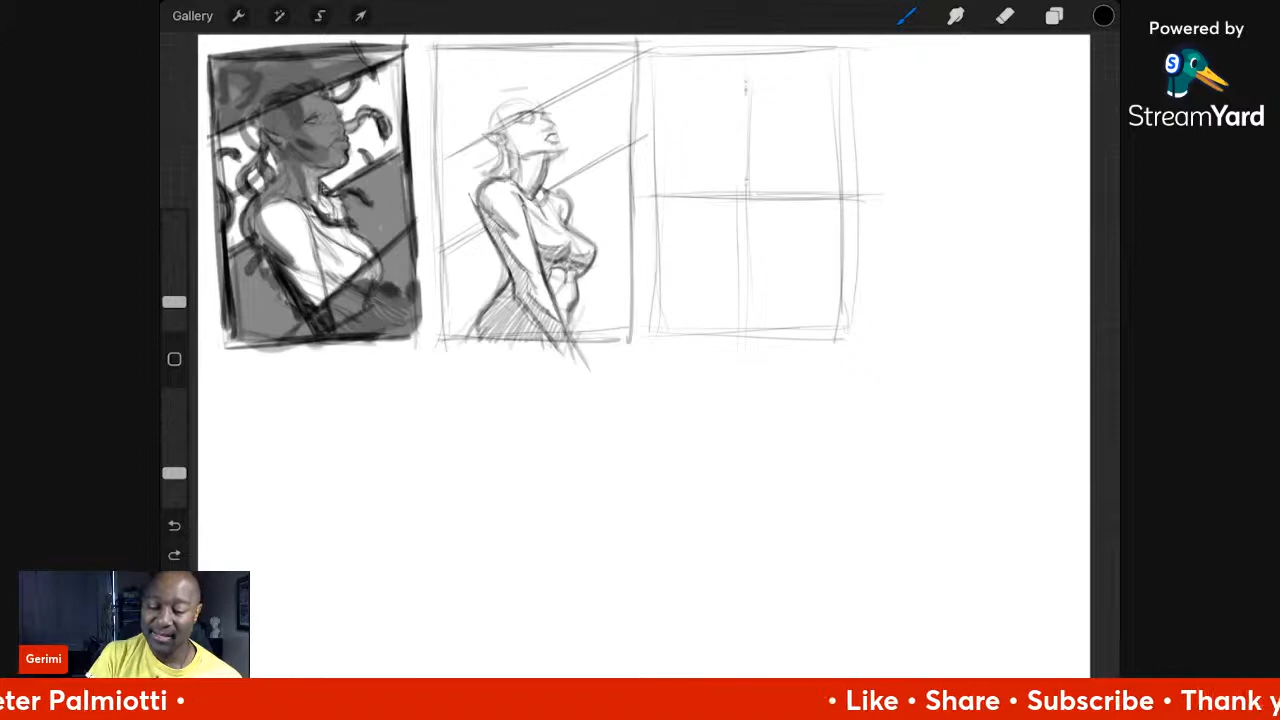 Gallery
Powered by
S
StreamYard
Gerimi
eter Palmiotti • • Like • Share • Subscribe • Thank y